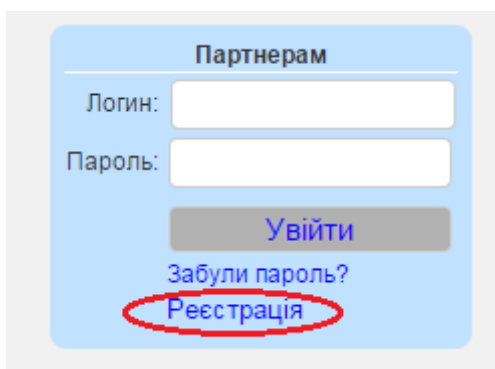 Партнерам
Логин:
Пароль:
Увійти
Забули пароль?
Реєстрація